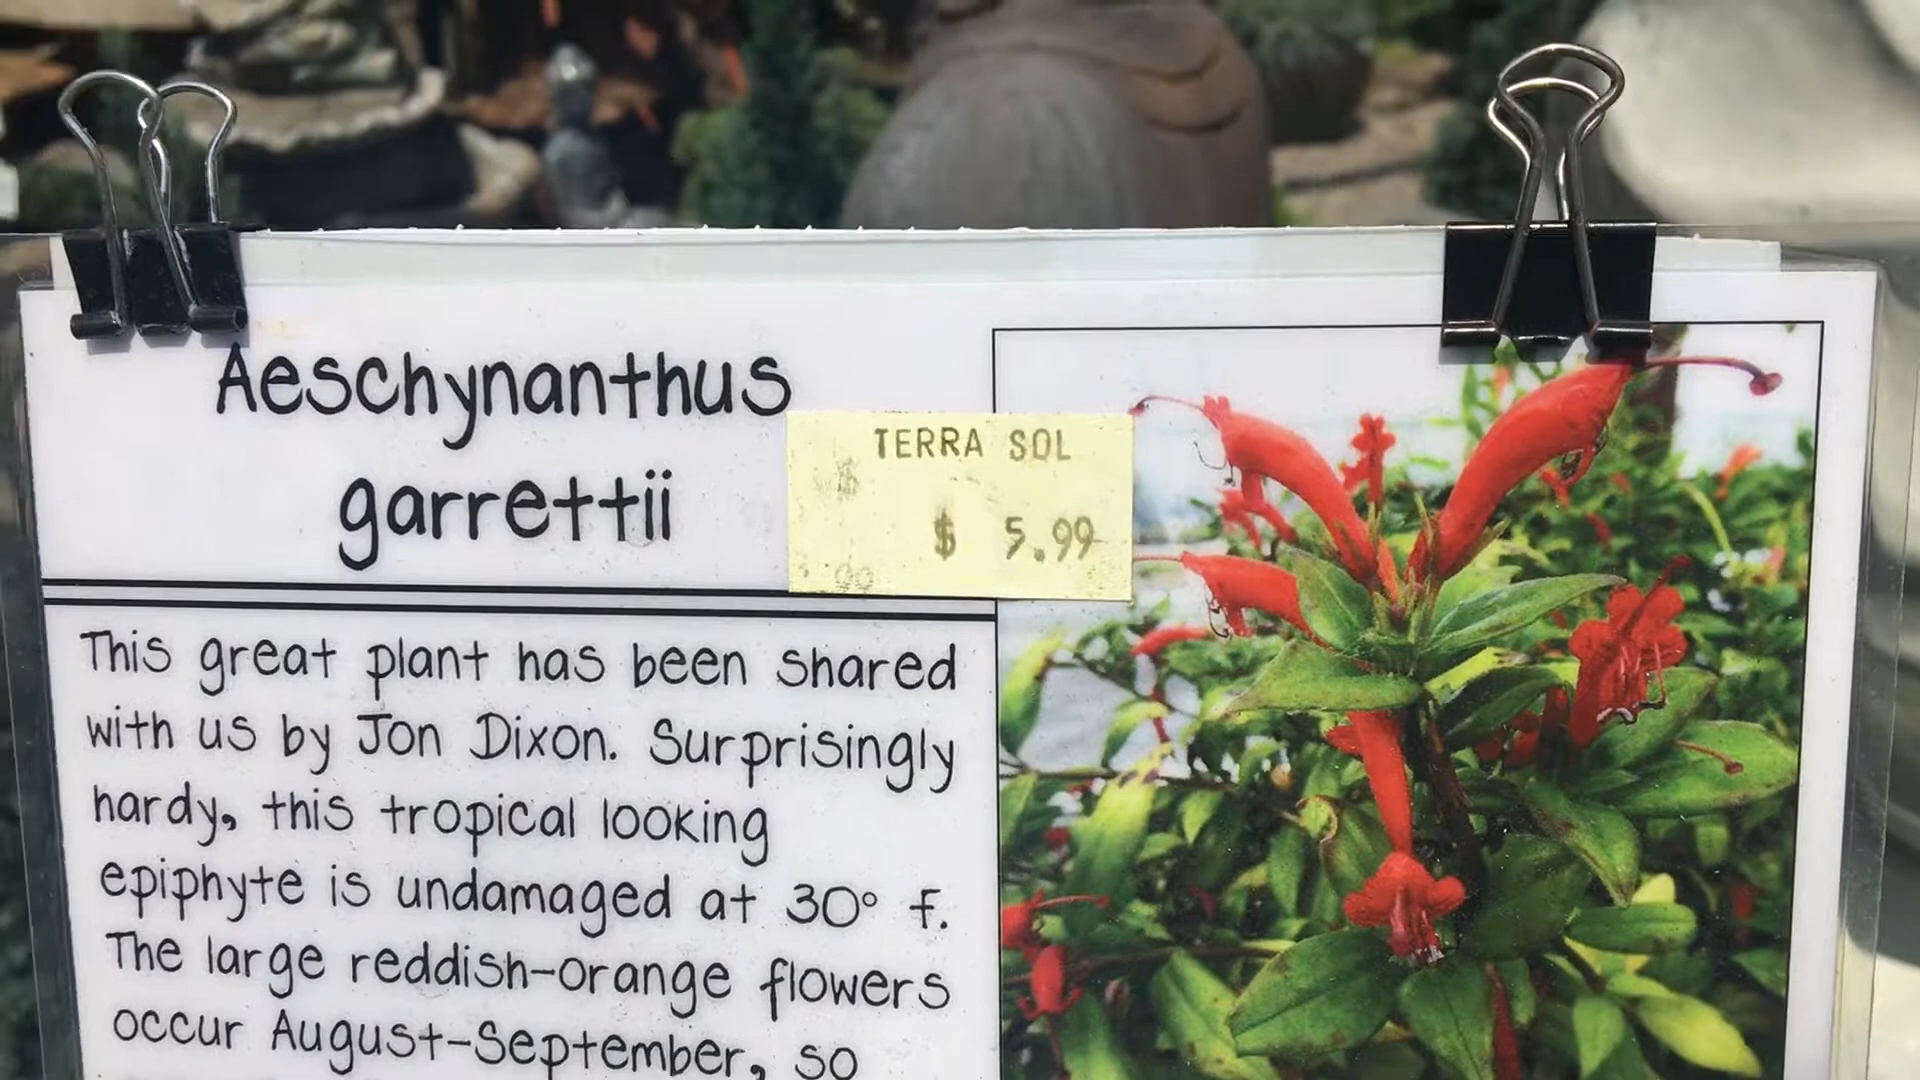 Aeschynanthus
garrettii
TERRA SOL
$ 5.99
This great plant has been shared
with us by Jon Dixon. Surprisingly
hardy, this tropical looking
epiphyte is undamaged at 30° f.
The large reddish-orange flowers
occur August-September, so